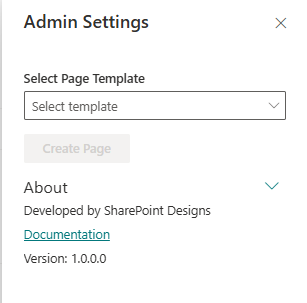 Admin Settings
Select Page Template
Select template
Create Page
About
Developed by SharePoint Designs
Documentation
Version: 1.0.0.0